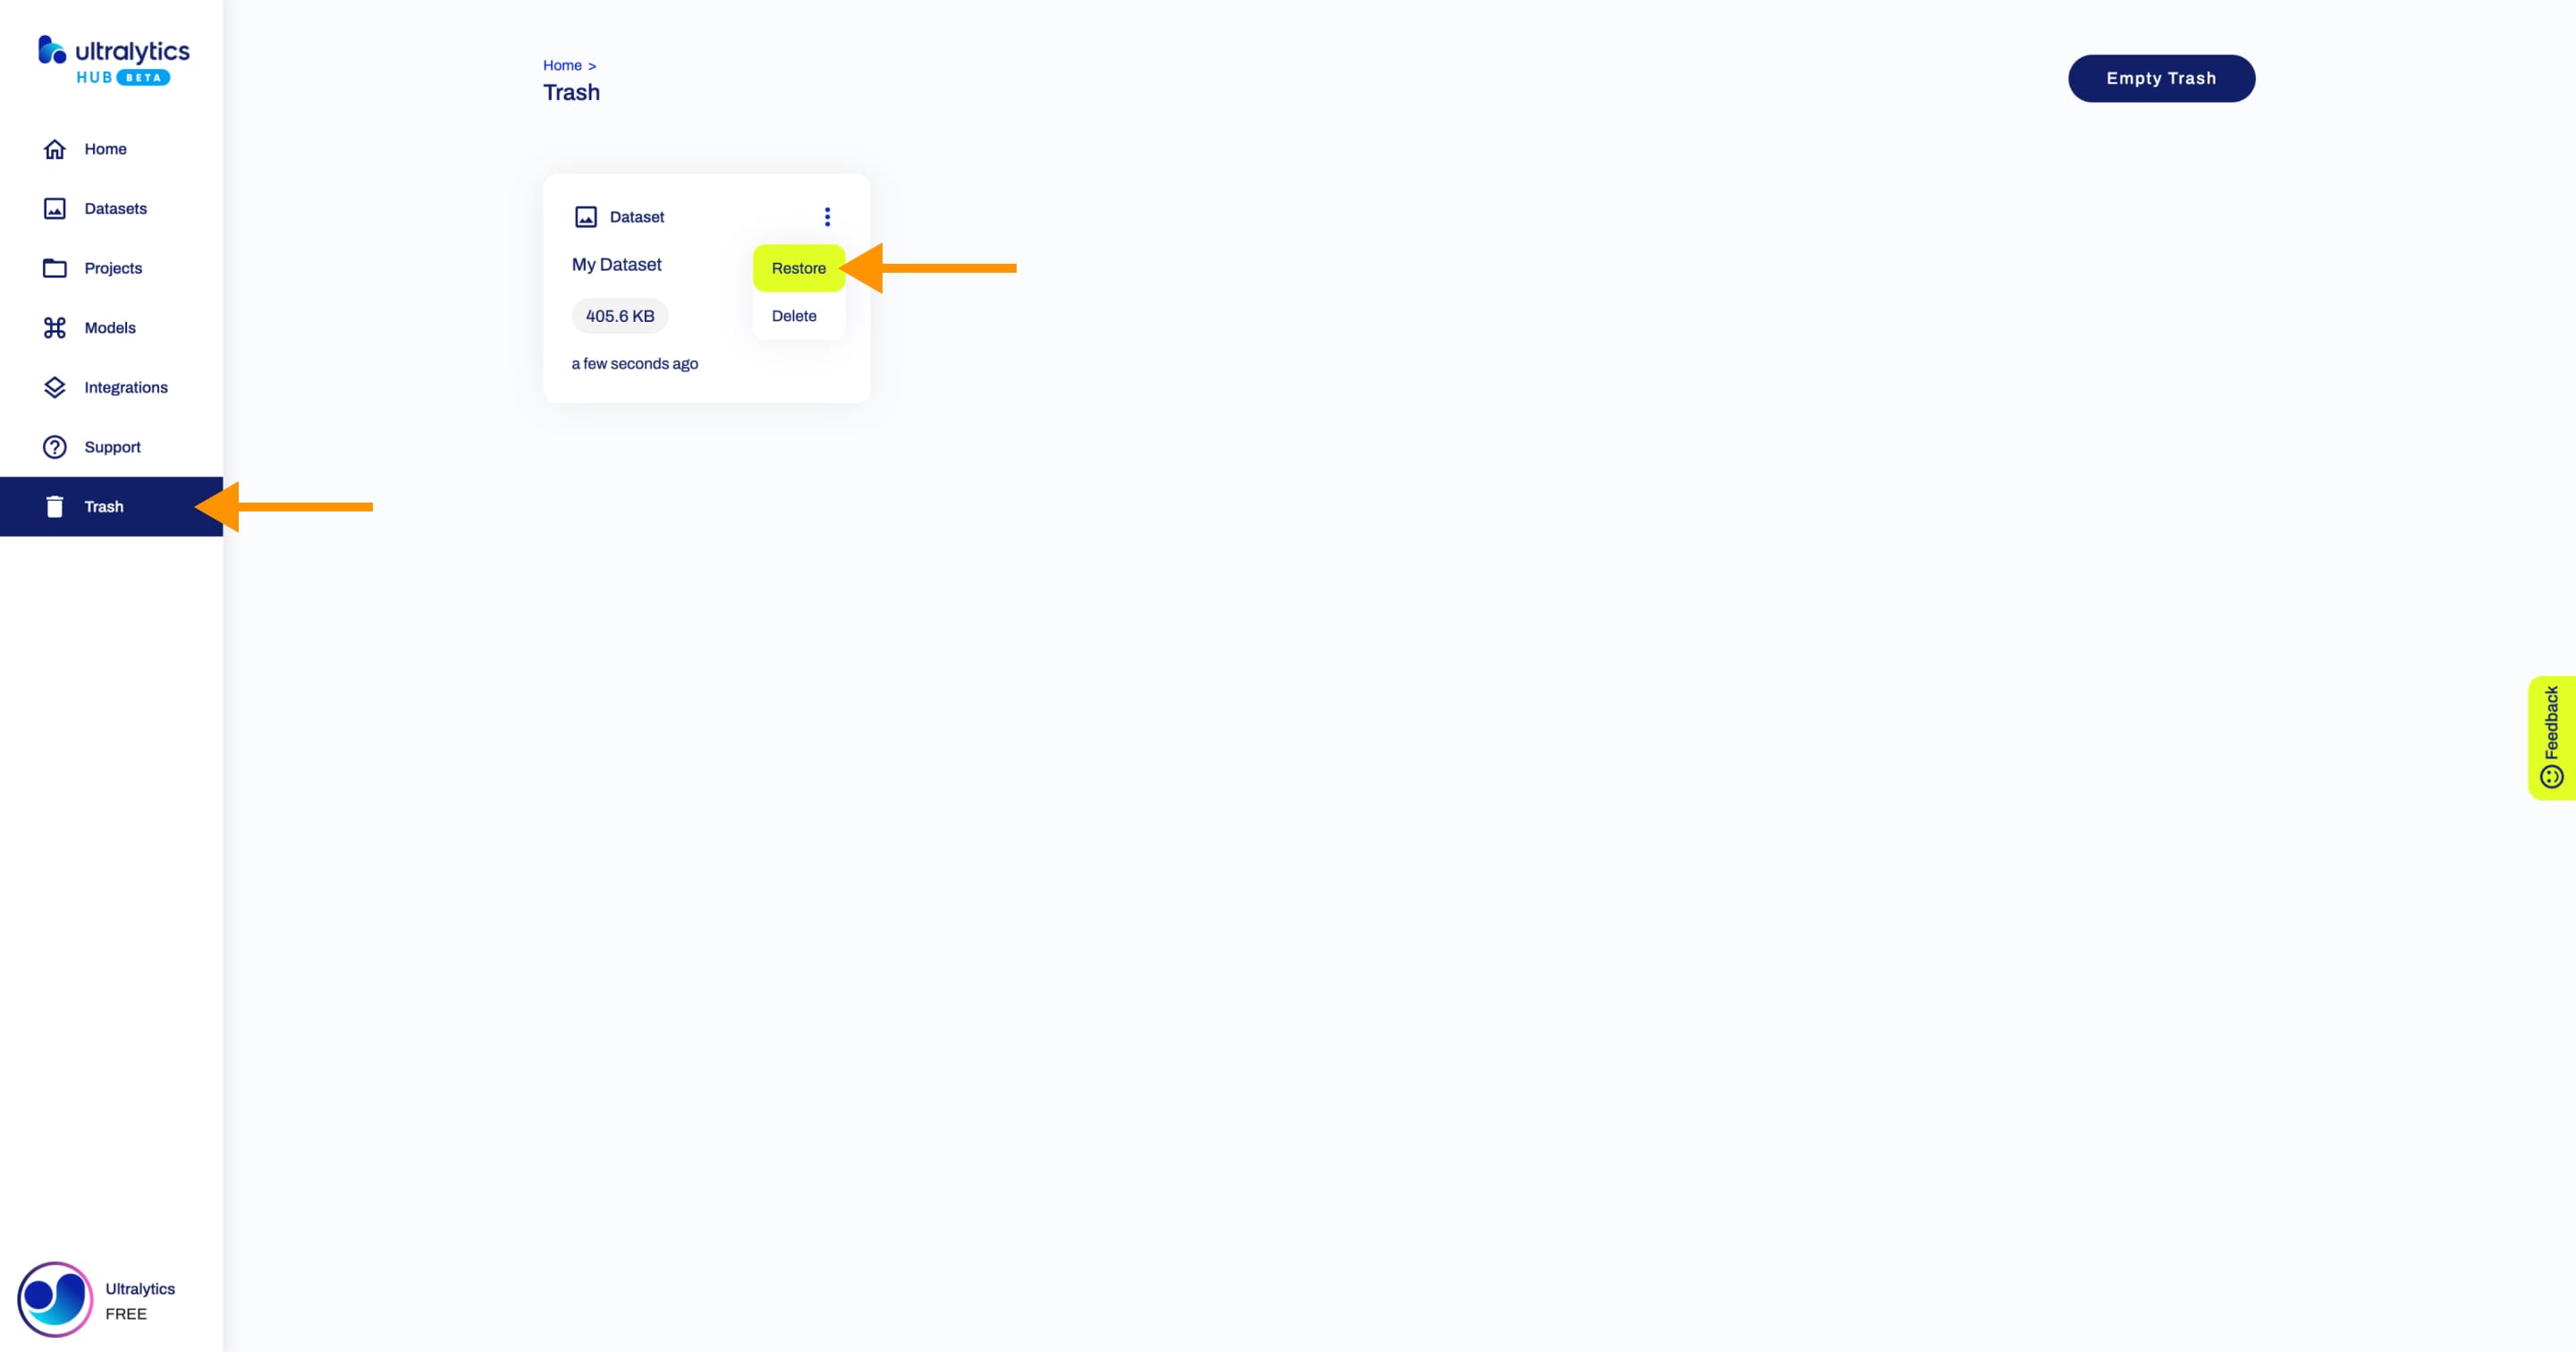 ultralytics
HUB BETA
Home
Datasets
Projects
Models
Integrations
Support
Trash
Ultralytics
FREE
Home >
Trash
Empty Trash
Dataset
My Dataset
405.6 KB
a few seconds ago
Restore
Delete
Feedback